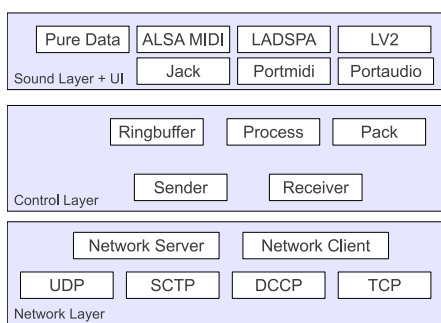 Pure Data ALSA MIDI LADSPA LV2
Jack Portmidi Portaudio
Sound Layer + UI
Ringbuffer Process Pack
Sender Receiver
Control Layer
Network Server Network Client
UDP SCTP DCCP TCP
Network Layer